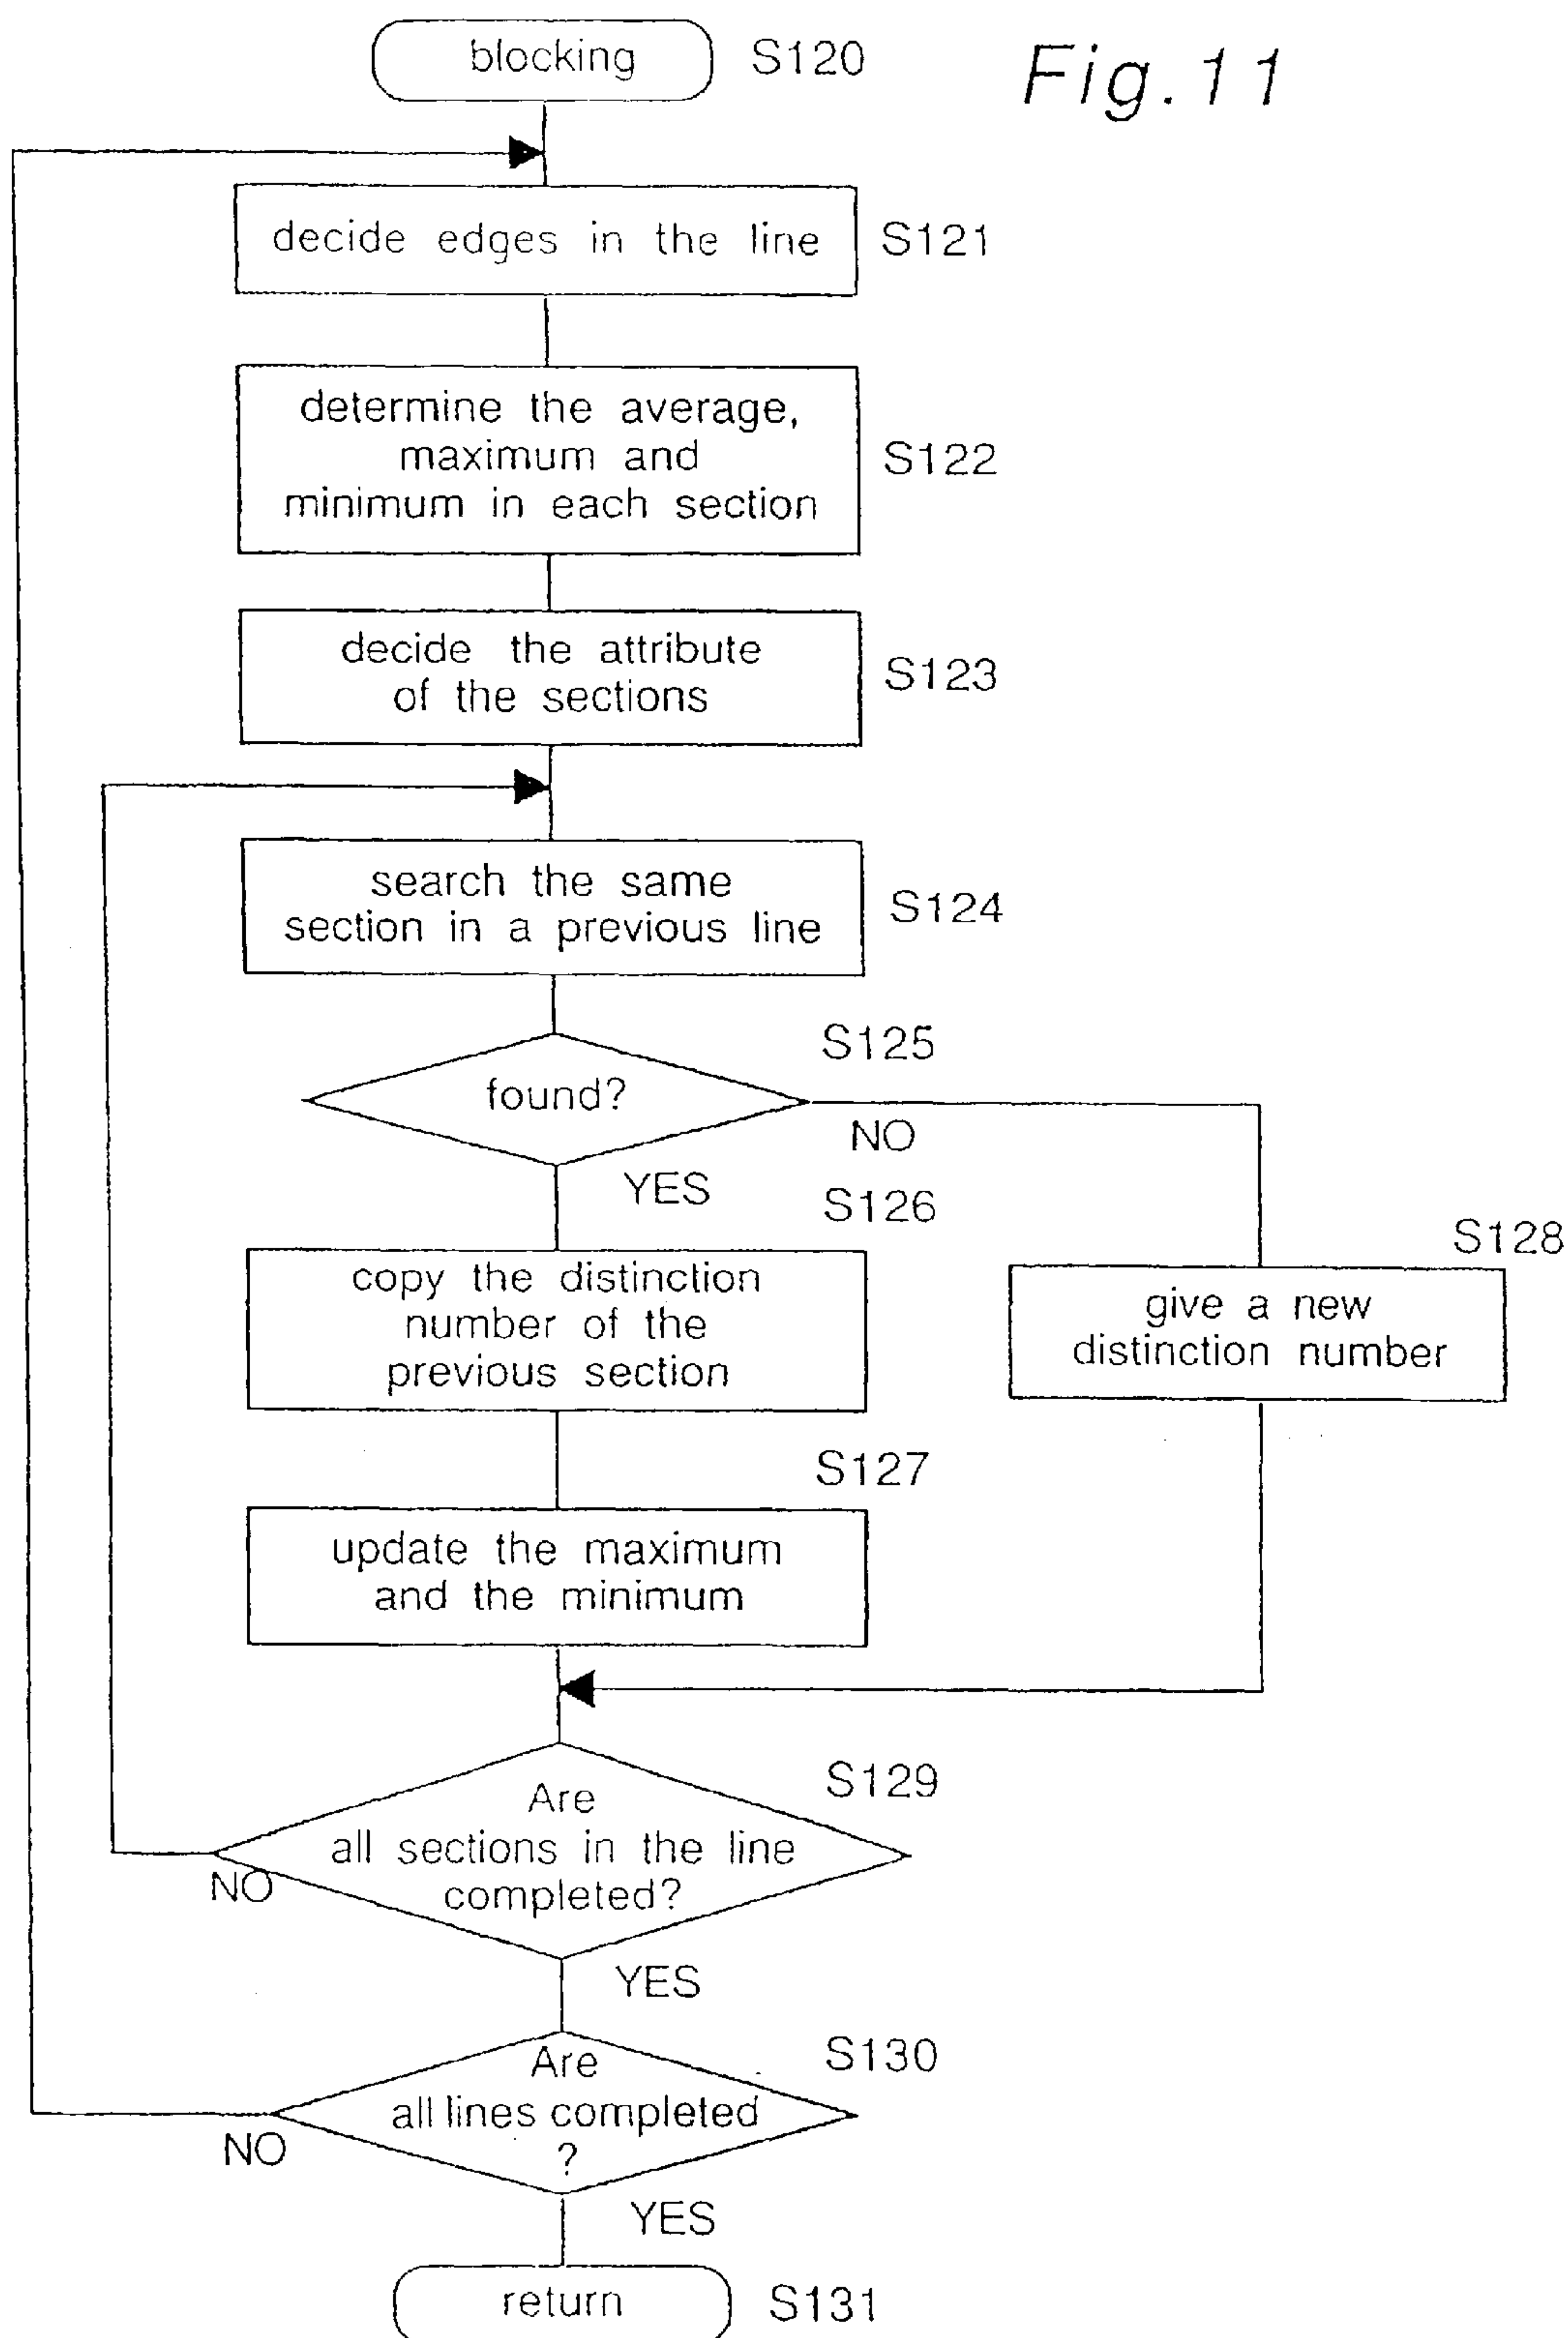 blocking S120
Fig.11
decide edges in the line S121
determine the average,
maximum and
minimum in each section
S122
decide the attribute
of the sections
S123
search the same
section in a previous line
S124
S125
found?
NO
YES
S126
copy the distinction
number of the
previous section
S128
give a new
distinction number
S127
update the maximum
and the minimum
S129
Are
all sections in the line
completed?
NO
YES
S130
Are
all lines completed
?
NO
YES
return S131